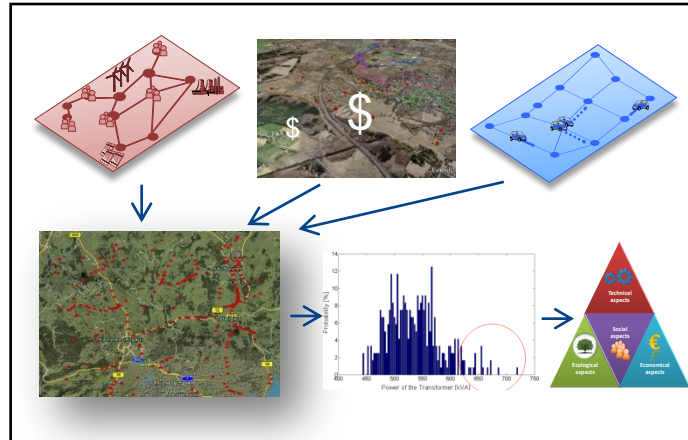 $
$
Google
14
12
10
8
6
4
2
0
Probability [%]
400
450
500
550
600
650
700
750
Power of the Transformer [kVA]
Technical
aspects
Social
aspects
€
Ecological
aspects
Economical
aspects